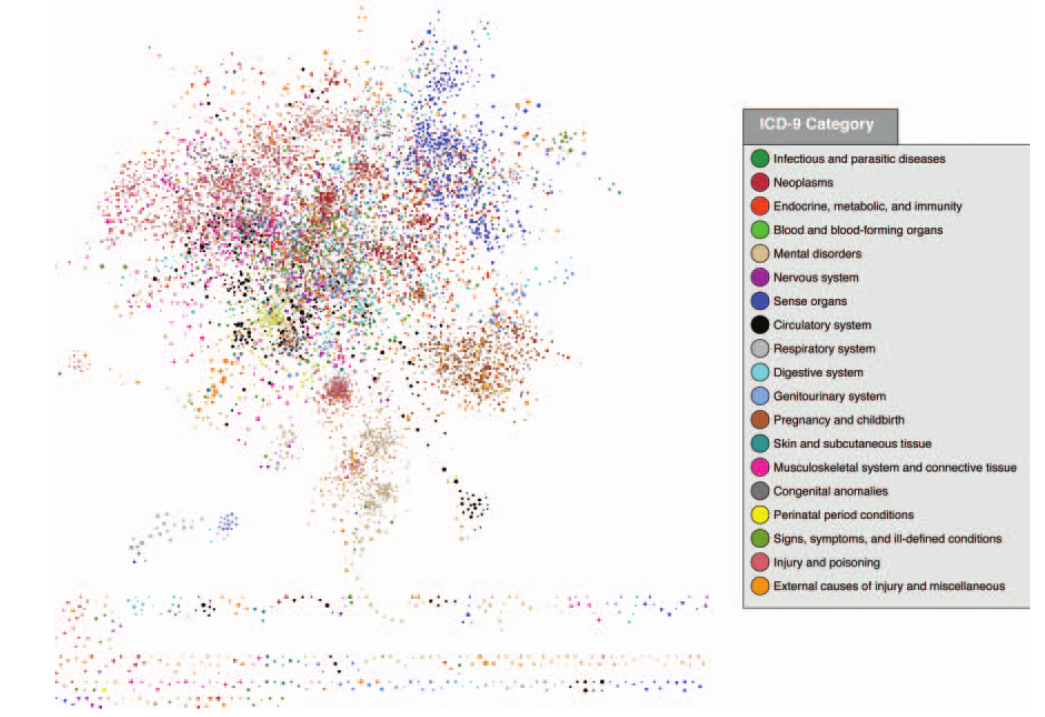 ICD-9 Category
Infectious and parasitic diseases
Neoplasms
Endocrine, metabolic, and immunity
Blood and blood-forming organs
Mental disorders
Nervous system
Sense organs
Circulatory system
Respiratory system
Digestive system
Genitourinary system
Pregnancy and childbirth
Skin and subcutaneous tissue
Musculoskeletal system and connective tissue
Congenital anomalies
Perinatal period conditions
Signs, symptoms, and ill-defined conditions
Injury and poisoning
External causes of injury and miscellaneous